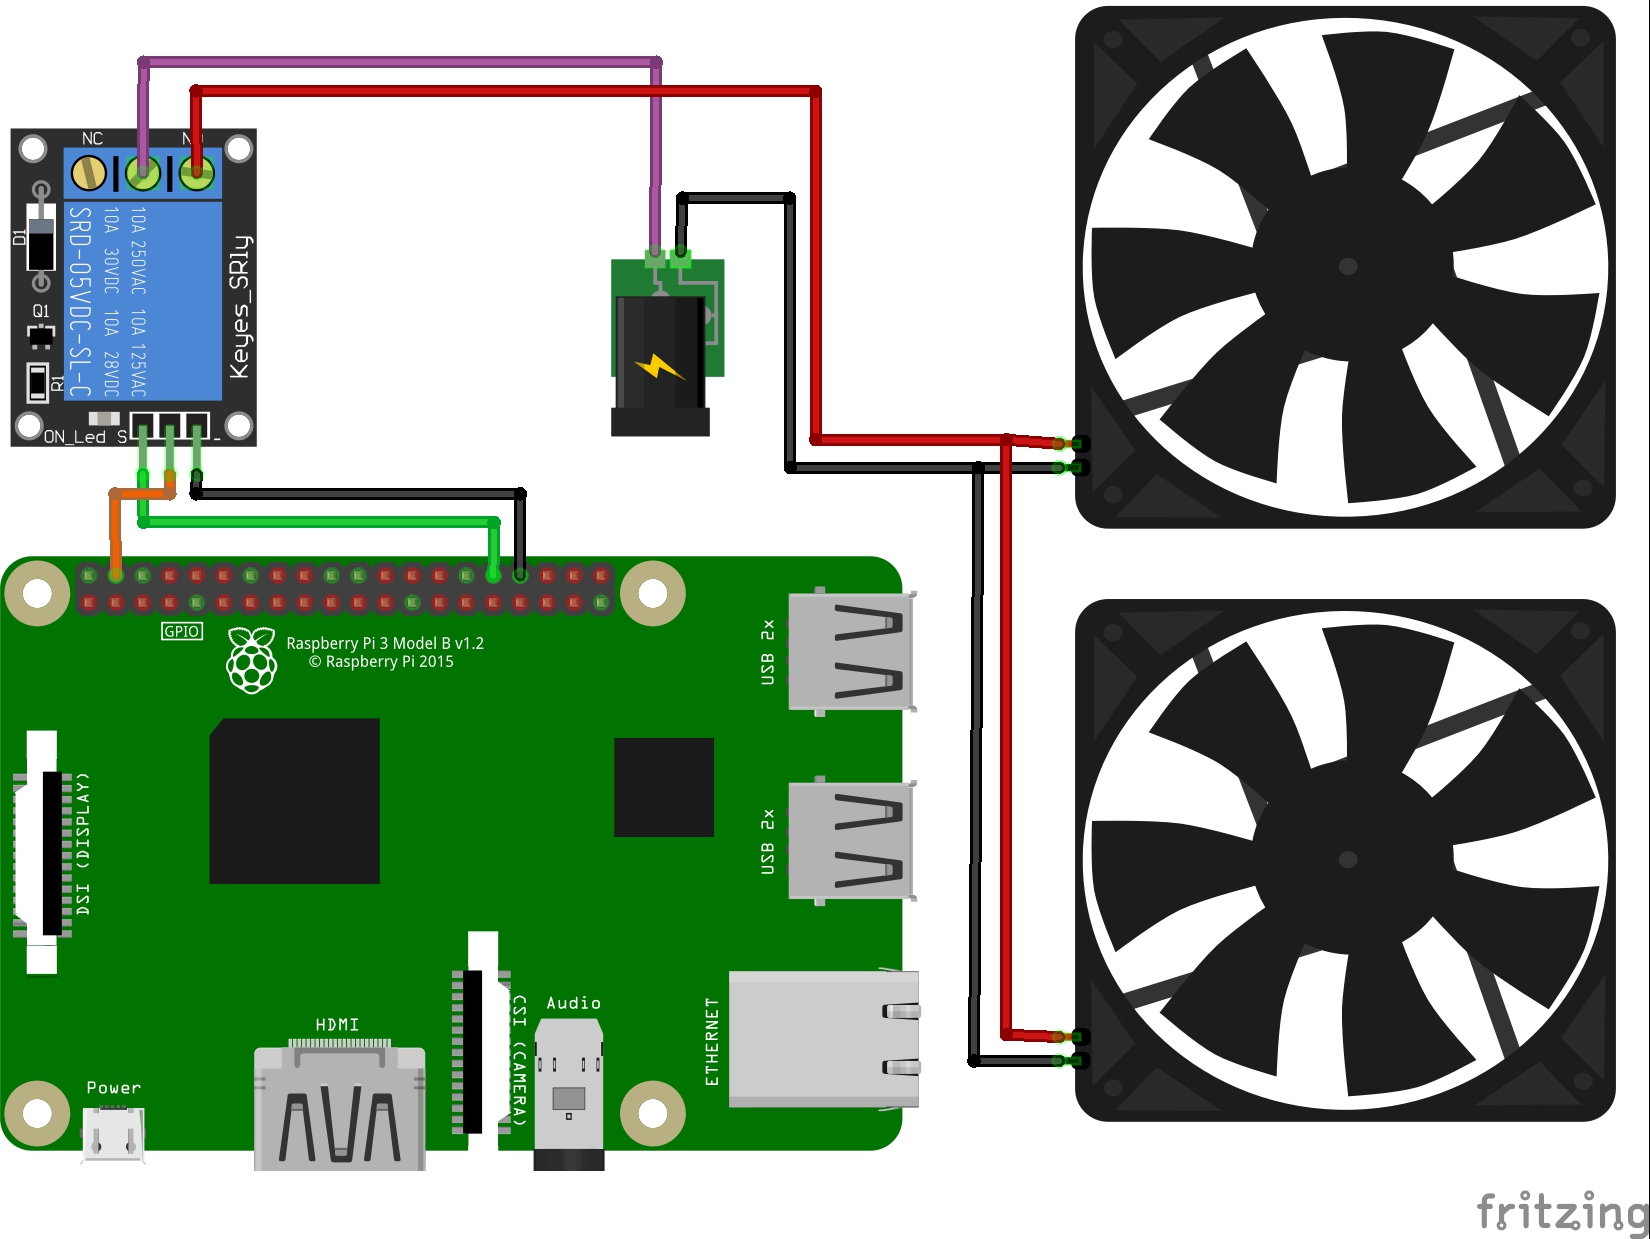 NC
N
D1
Q1
R1
SRD-05VDC-SL-C
10A 30VDC 10A 28VDC
10A 250VAC 10A 125VAC
Keyes_SR1y
ON_Led S
-
GPIO
Raspberry Pi 3 Model B v1.2
© Raspberry Pi 2015
USB 2x
USB 2x
DSI (DISPLAY)
CSI (CAMERA)
Audio
ETHERNET
HDMI
Power
fritzing